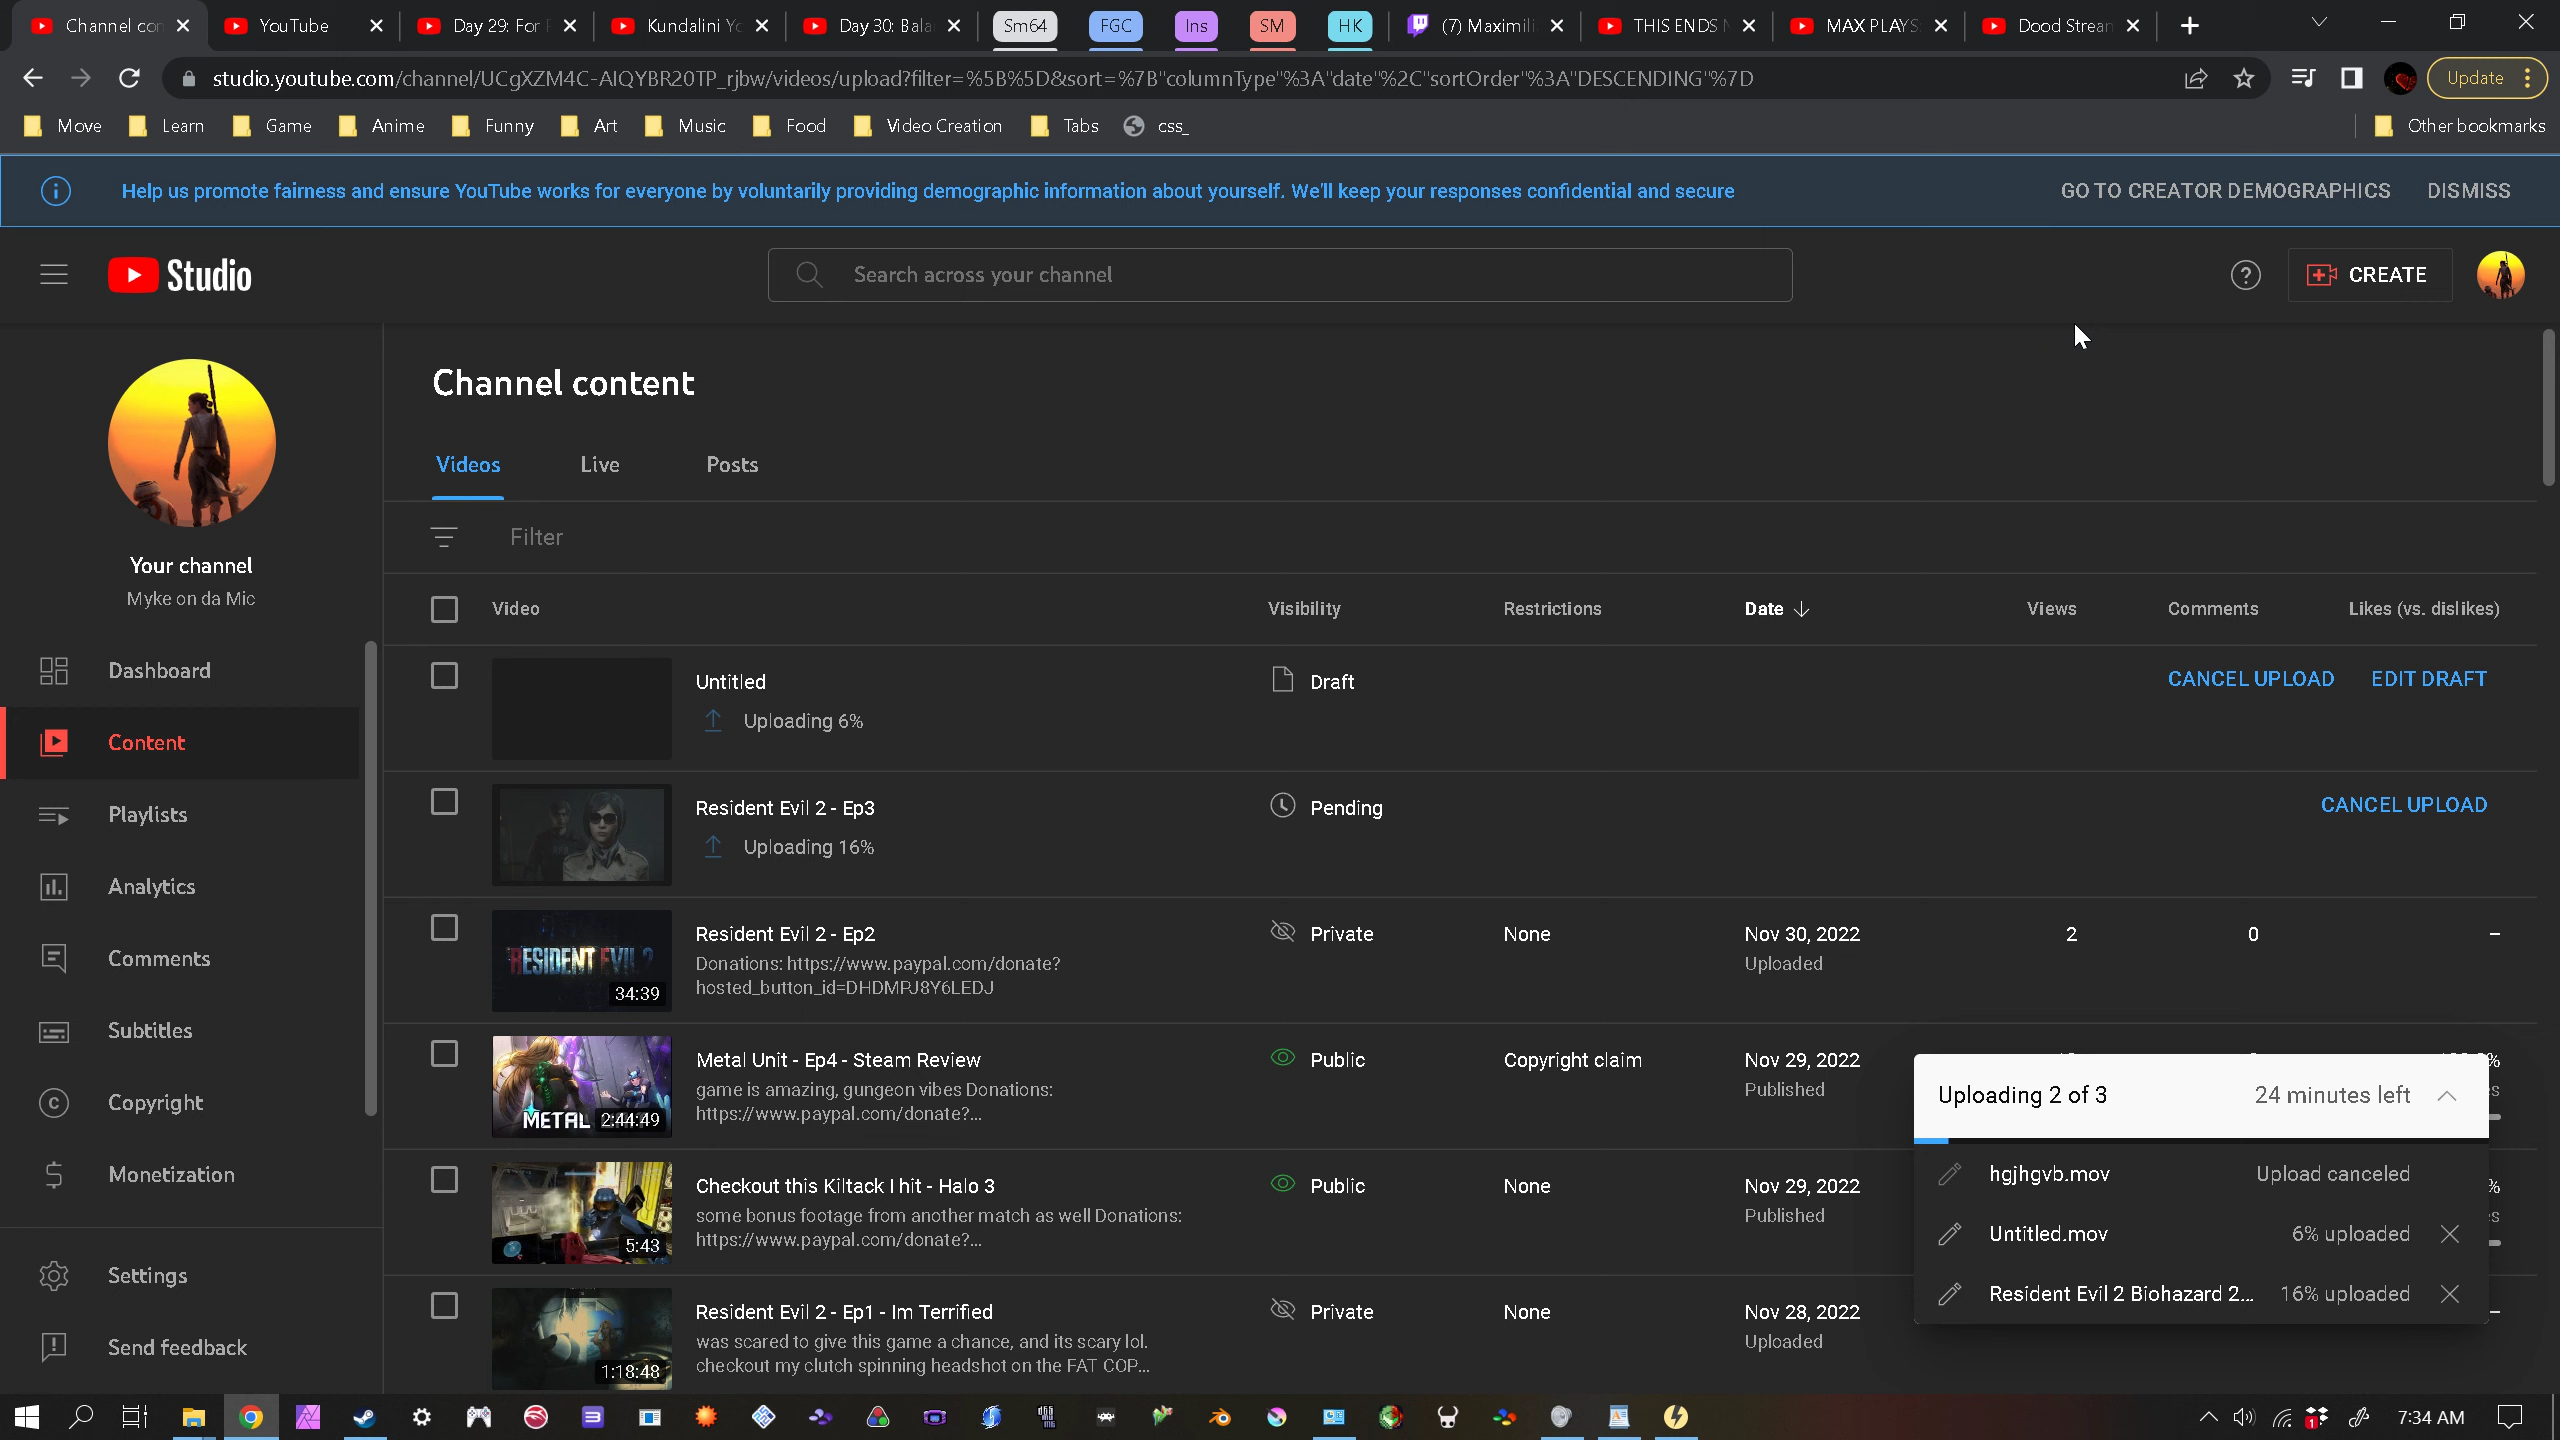 Channel con
YouTube
Day 29: For
Kundalini Yo
Day 30: Bala
Sm64
FGC
Ins
SM
HK
(7) Maximili
THIS ENDS
MAX PLAYS
Dood Strean
studio.youtube.com/channel/UCgXZM4C-AIQYBR20TP_rjbw/videos/upload?filter=%5B%5D&sort=%7B"columnType"%3A"date"%2C"sortOrder"%3A"DESCENDING"%7D
Update
Move
Learn
Game
Anime
Funny
Art
Music
Food
Video Creation
Tabs
css_
Other bookmarks
Help us promote fairness and ensure YouTube works for everyone by voluntarily providing demographic information about yourself. We'll keep your responses confidential and secure
GO TO CREATOR DEMOGRAPHICS
DISMISS
Studio
Search across your channel
CREATE
Your channel
Myke on da Mic
Dashboard
Content
Playlists
Analytics
Comments
Subtitles
Copyright
Monetization
Settings
Send feedback
Channel content
Videos
Live
Posts
Filter
Video
Visibility
Restrictions
Date
Views
Comments
Likes (vs. dislikes)
Untitled
Uploading 6%
Draft
CANCEL UPLOAD
EDIT DRAFT
Resident Evil 2 - Ep3
Uploading 16%
Pending
CANCEL UPLOAD
RESIDENT EVIL 2
34:39
Resident Evil 2 - Ep2
Donations: https://www.paypal.com/donate?
hosted_button_id=DHDMPJ8Y6LEDJ
Private
None
Nov 30, 2022
Uploaded
2
0
–
METAL
2:44:49
Metal Unit - Ep4 - Steam Review
game is amazing, gungeon vibes Donations:
https://www.paypal.com/donate?...
Public
Copyright claim
Nov 29, 2022
Published
5:43
Checkout this Kiltack I hit - Halo 3
some bonus footage from another match as well Donations:
https://www.paypal.com/donate?...
Public
None
Nov 29, 2022
Published
1:18:48
Resident Evil 2 - Ep1 - Im Terrified
was scared to give this game a chance, and its scary lol.
checkout my clutch spinning headshot on the FAT COP...
Private
None
Nov 28, 2022
Uploaded
–
Uploading 2 of 3
24 minutes left
hgjhgvb.mov
Upload canceled
Untitled.mov
6% uploaded
Resident Evil 2 Biohazard 2...
16% uploaded
7:34 AM